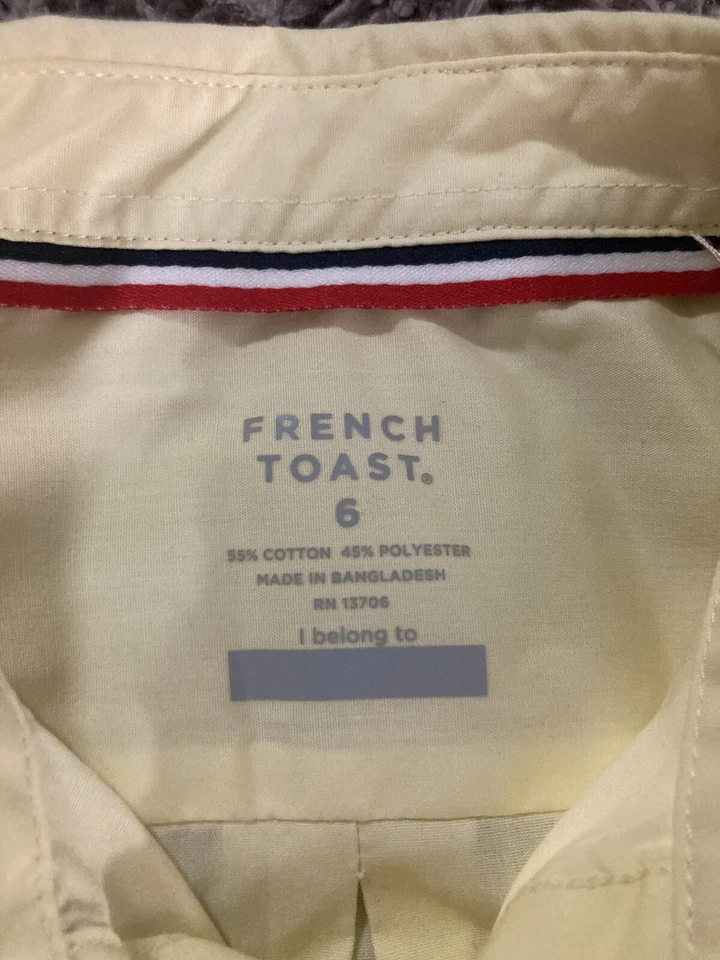 FRENCH
TOAST®
6
55% COTTON 45% POLYESTER
MADE IN BANGLADESH
RN 13706
I belong to